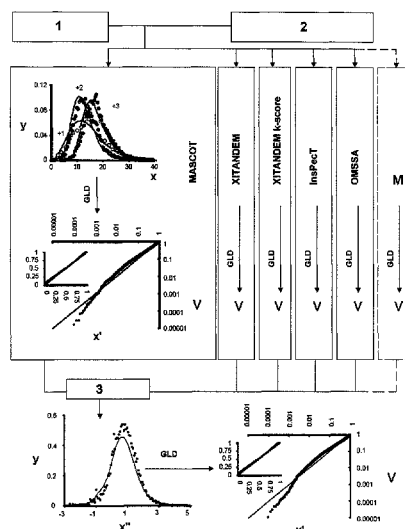 1
2
0.12
0.08
0.04
0
y
+1
+2
+3
0 10 20 30 40
x
GLD
MASCOT
0.00001 0.0001 0.001 0.01 0.1 1
1
0.75
0.5
0.25
0
0 0.25 0.5 0.75 1
1
0.1
0.01
0.001
0.0001
0.00001
V
x'
XITANDEM
GLD
V
XITANDEM k-score
GLD
V
InsPecT
GLD
V
OMSSA
GLD
V
M
GLD
V
3
0.6
0.4
0.2
0.0
y
-3 -1 1 3 5
x"
GLD
0.00001 0.0001 0.001 0.01 0.1 1
1
0.75
0.5
0.25
0
0 0.25 0.5 0.75 1
1
0.1
0.01
0.001
0.0001
0.00001
V